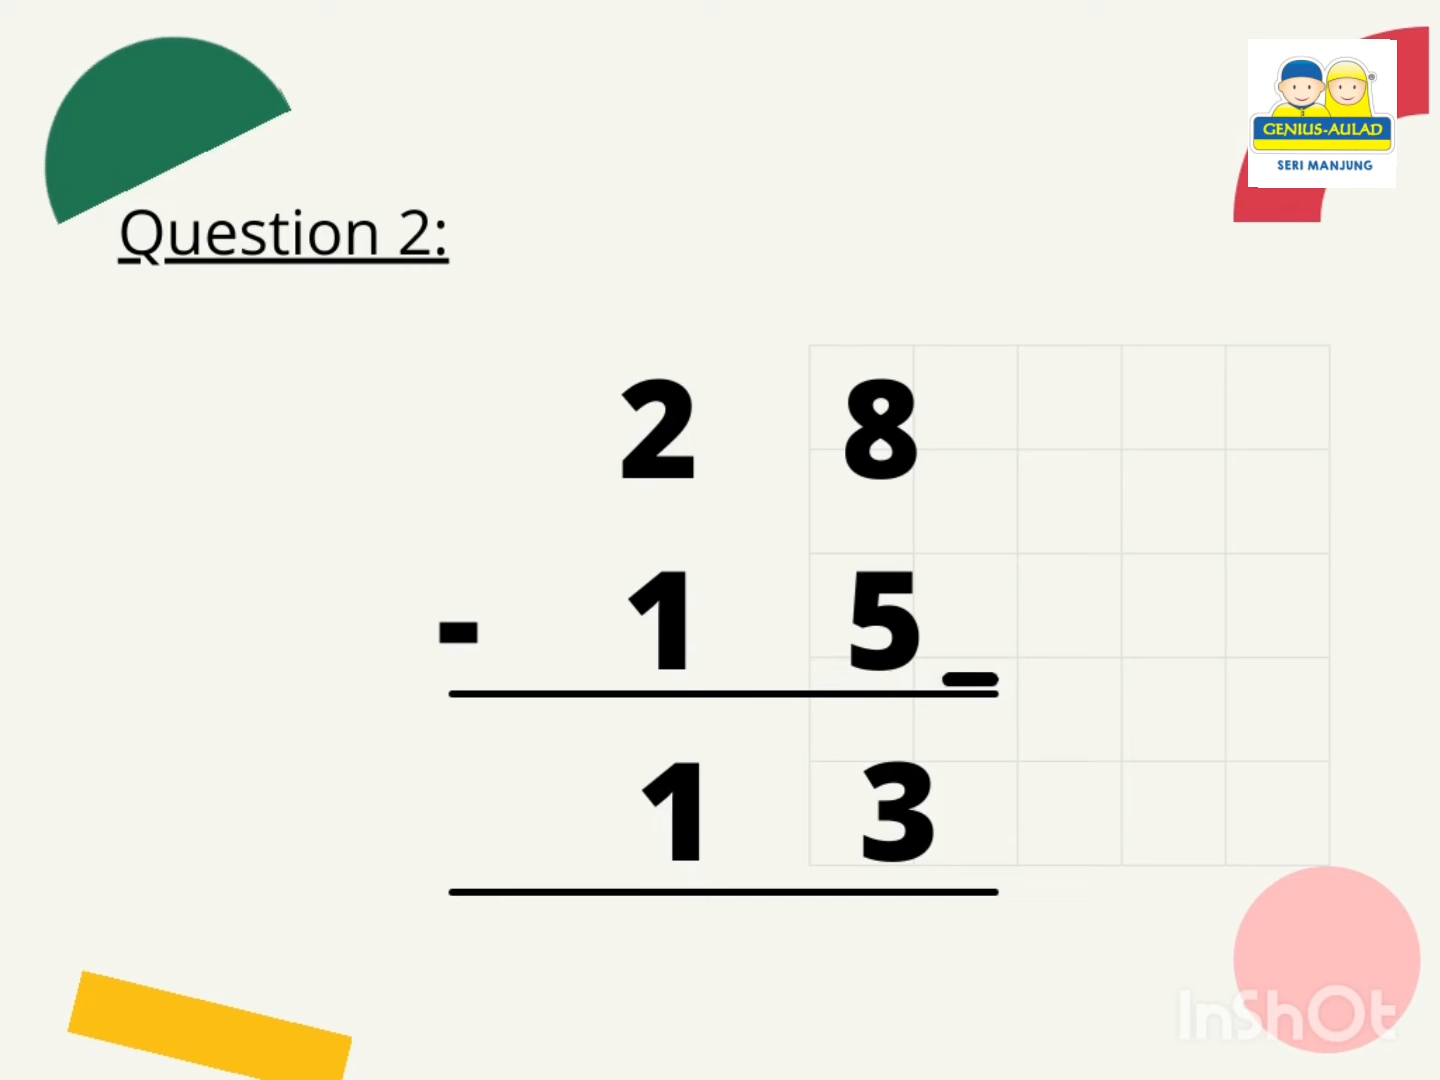 GENIUS-AULAD
SERI MANJUNG
Question 2:
2 8
- 1 5
1 3
InShOt